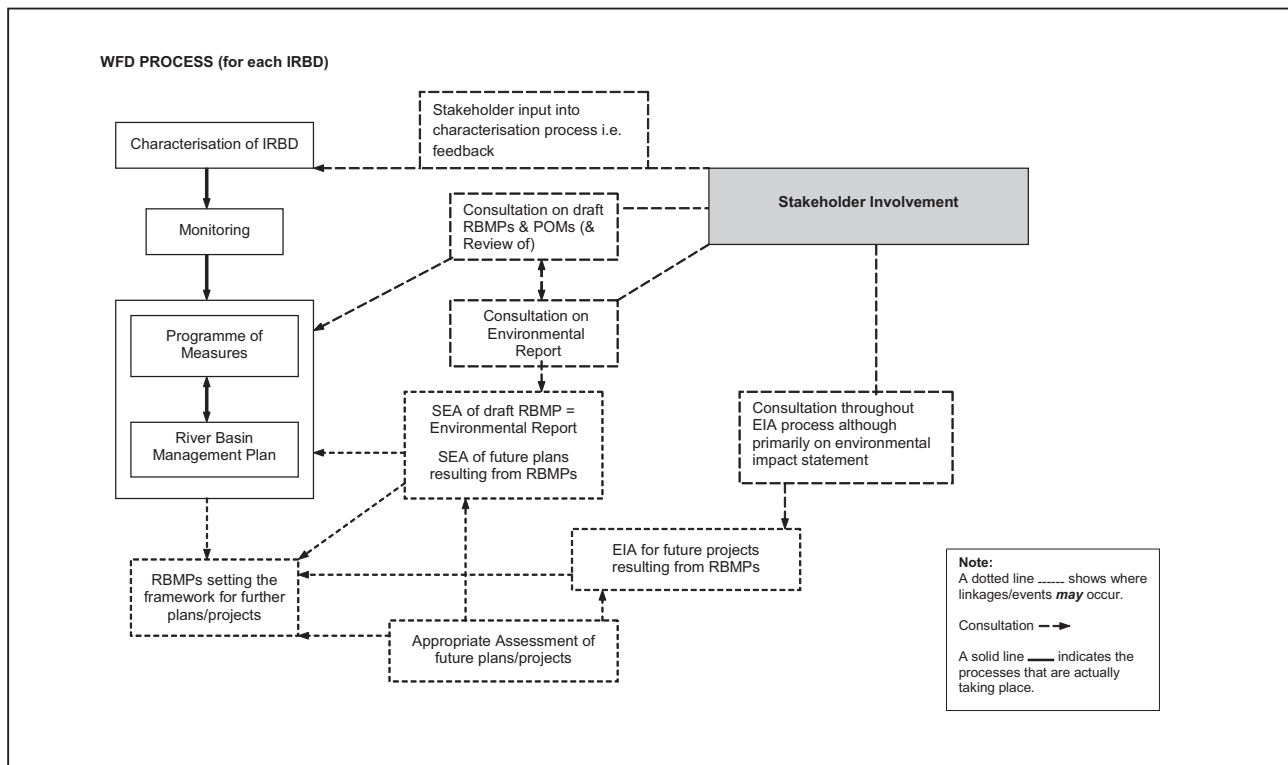 WFD PROCESS (for each IRBD)
Stakeholder input into
characterisation process i.e.
feedback
Characterisation of IRBD
Stakeholder Involvement
Monitoring
Consultation on draft
RBMPs & POMs (&
Review of)
Consultation on
Environmental
Report
Programme of
Measures
River Basin
Management Plan
SEA of draft RBMP =
Environmental Report
SEA of future plans
resulting from RBMPs
Consultation throughout
EIA process although
primarily on environmental
impact statement
EIA for future projects
resulting from RBMPs
RBMPs setting the
framework for further
plans/projects
Appropriate Assessment of
future plans/projects
Note:
A dotted line ------ shows where
linkages/events may occur.
Consultation
A solid line ____ indicates the
processes that are actually
taking place.